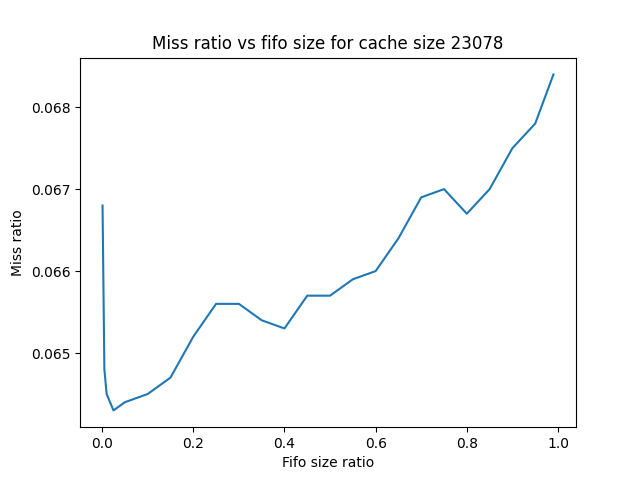 Miss ratio vs fifo size for cache size 23078
0.068
0.067
0.066
0.065
Miss ratio
0.0 0.2 0.4 0.6 0.8 1.0
Fifo size ratio